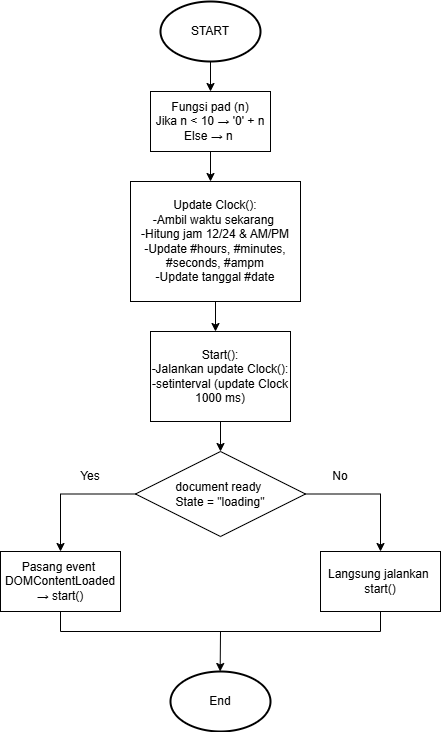 START
Fungsi pad (n)
Jika n < 10 → '0' + n
Else → n
Update Clock():
-Ambil waktu sekarang
-Hitung jam 12/24 & AM/PM
-Update #hours, #minutes,
#seconds, #ampm
-Update tanggal #date
Start():
-Jalankan update Clock():
-setinterval (update Clock
1000 ms)
document ready
State = "loading"
Yes
No
Pasang event
DOMContentLoaded
→ start()
Langsung jalankan
start()
End